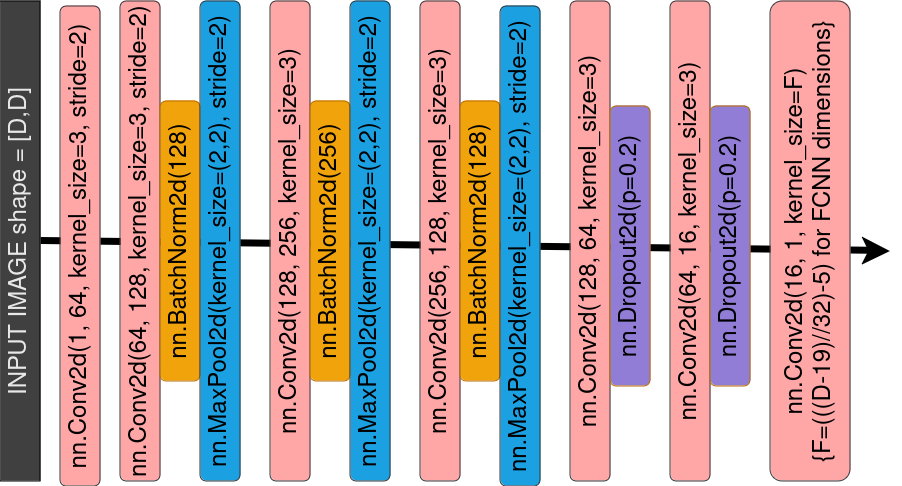 INPUT IMAGE shape = [D,D]
nn.Conv2d(1, 64, kernel_size=3, stride=2)
nn.Conv2d(64, 128, kernel_size=3, stride=2)
nn.BatchNorm2d(128)
nn.MaxPool2d(kernel_size=(2,2), stride=2)
nn.Conv2d(128, 256, kernel_size=3)
nn.BatchNorm2d(256)
nn.MaxPool2d(kernel_size=(2,2), stride=2)
nn.Conv2d(256, 128, kernel_size=3)
nn.BatchNorm2d(128)
nn.MaxPool2d(kernel_size=(2,2), stride=2)
nn.Conv2d(128, 64, kernel_size=3)
nn.Dropout2d(p=0.2)
nn.Conv2d(64, 16, kernel_size=3)
nn.Dropout2d(p=0.2)
nn.Conv2d(16, 1, kernel_size=F)
{F=(((D-19)//32)-5) for FCNN dimensions}